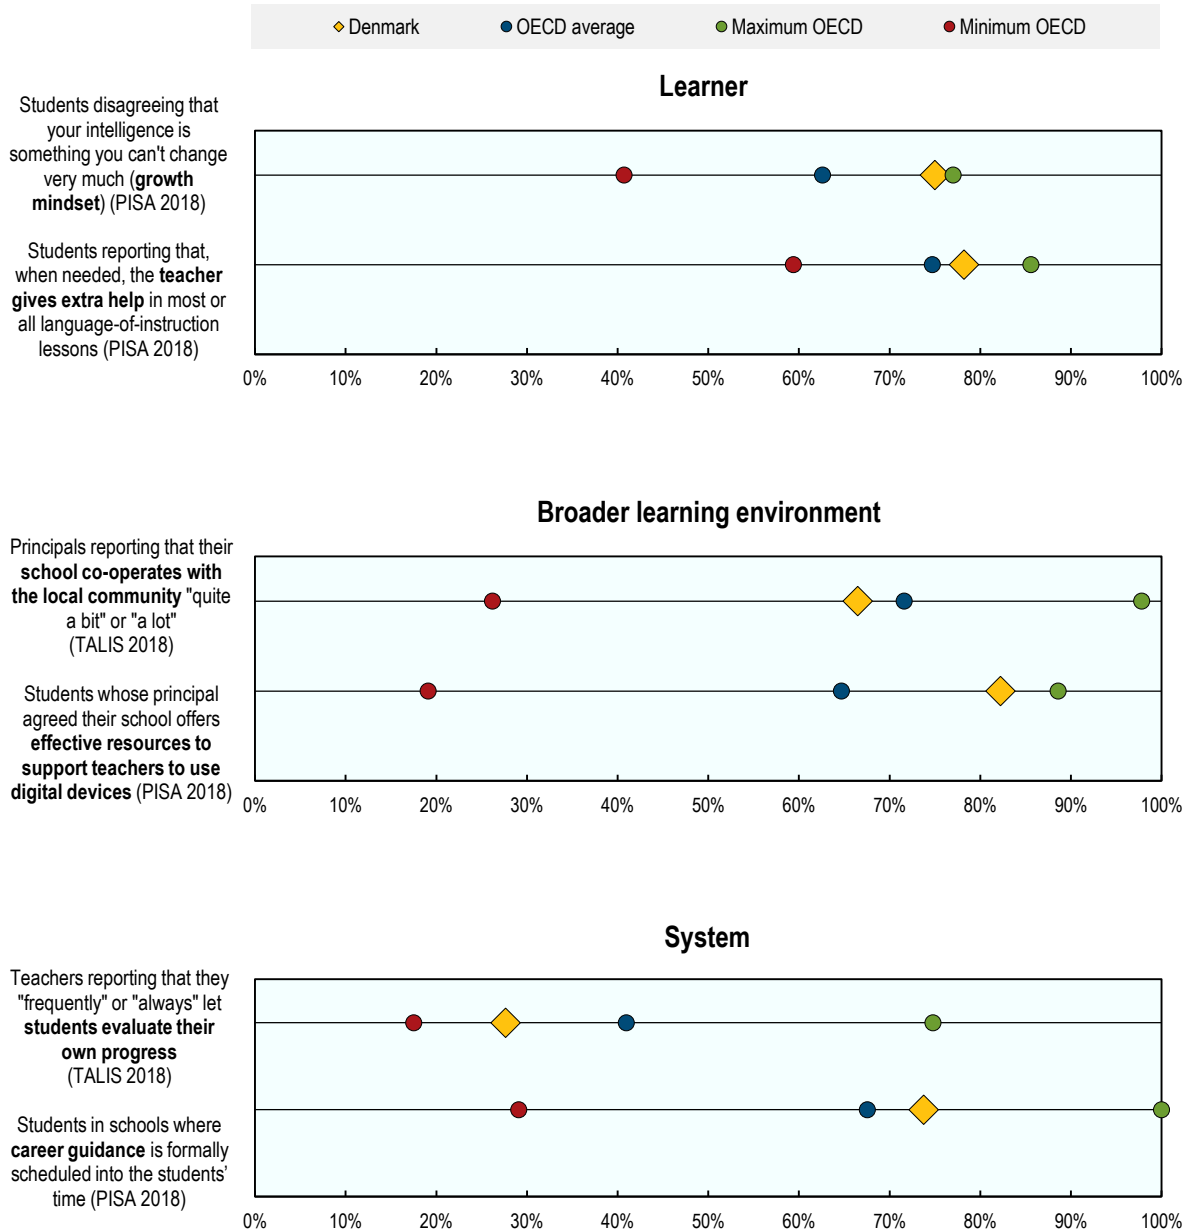 Denmark
OECD average
Maximum OECD
Minimum OECD
Learner
Students disagreeing that
your intelligence is
something you can't change
very much (growth
mindset) (PISA 2018)
Students reporting that,
when needed, the teacher
gives extra help in most or
all language-of-instruction
lessons (PISA 2018)
0% 10% 20% 30% 40% 50% 60% 70% 80% 90% 100%
Broader learning environment
Principals reporting that their
school co-operates with
the local community "quite
a bit" or "a lot"
(TALIS 2018)
Students whose principal
agreed their school offers
effective resources to
support teachers to use
digital devices (PISA 2018)
0% 10% 20% 30% 40% 50% 60% 70% 80% 90% 100%
System
Teachers reporting that they
"frequently" or "always" let
students evaluate their
own progress
(TALIS 2018)
Students in schools where
career guidance is formally
scheduled into the students’
time (PISA 2018)
0% 10% 20% 30% 40% 50% 60% 70% 80% 90% 100%